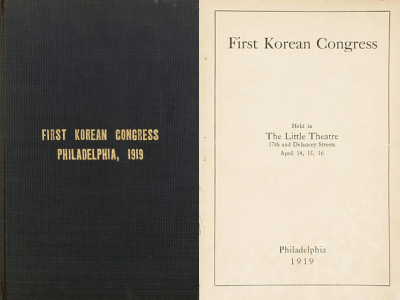 FIRST KOREAN CONGRESS
PHILADELPHIA, 1919
First Korean Congress
Held in
The Little Theatre
17th and Delancey Streets
April 14, 15, 16
Philadelphia
1919